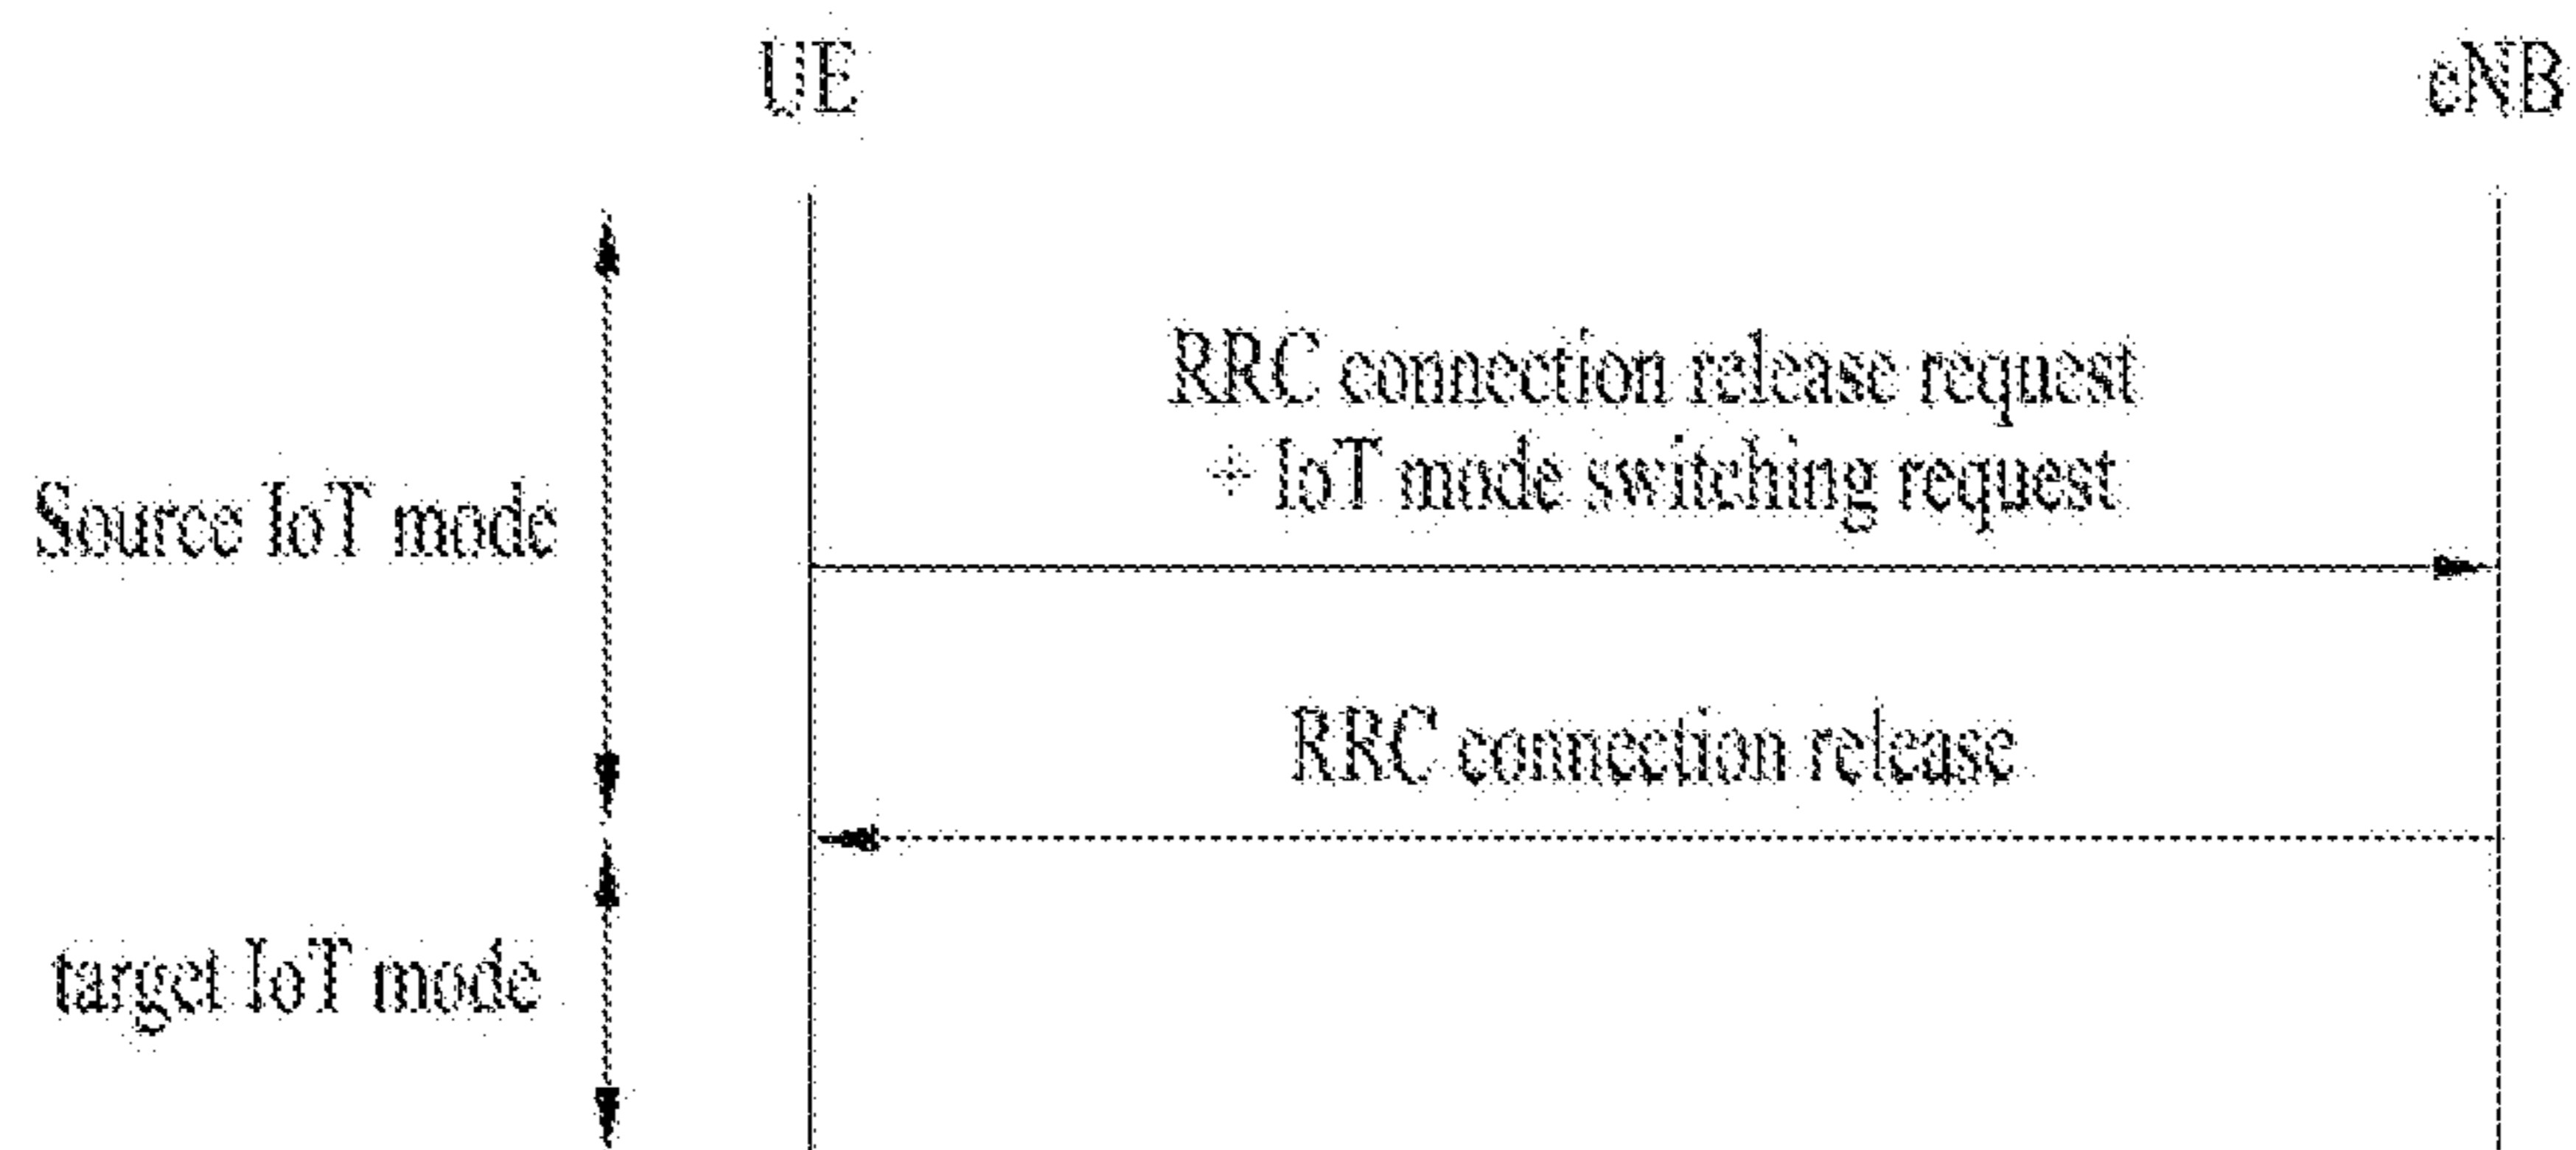 UE
eNB
RRC connection release request
+ IoT mode switching request
Source IoT mode
RRC connection release
target IoT mode